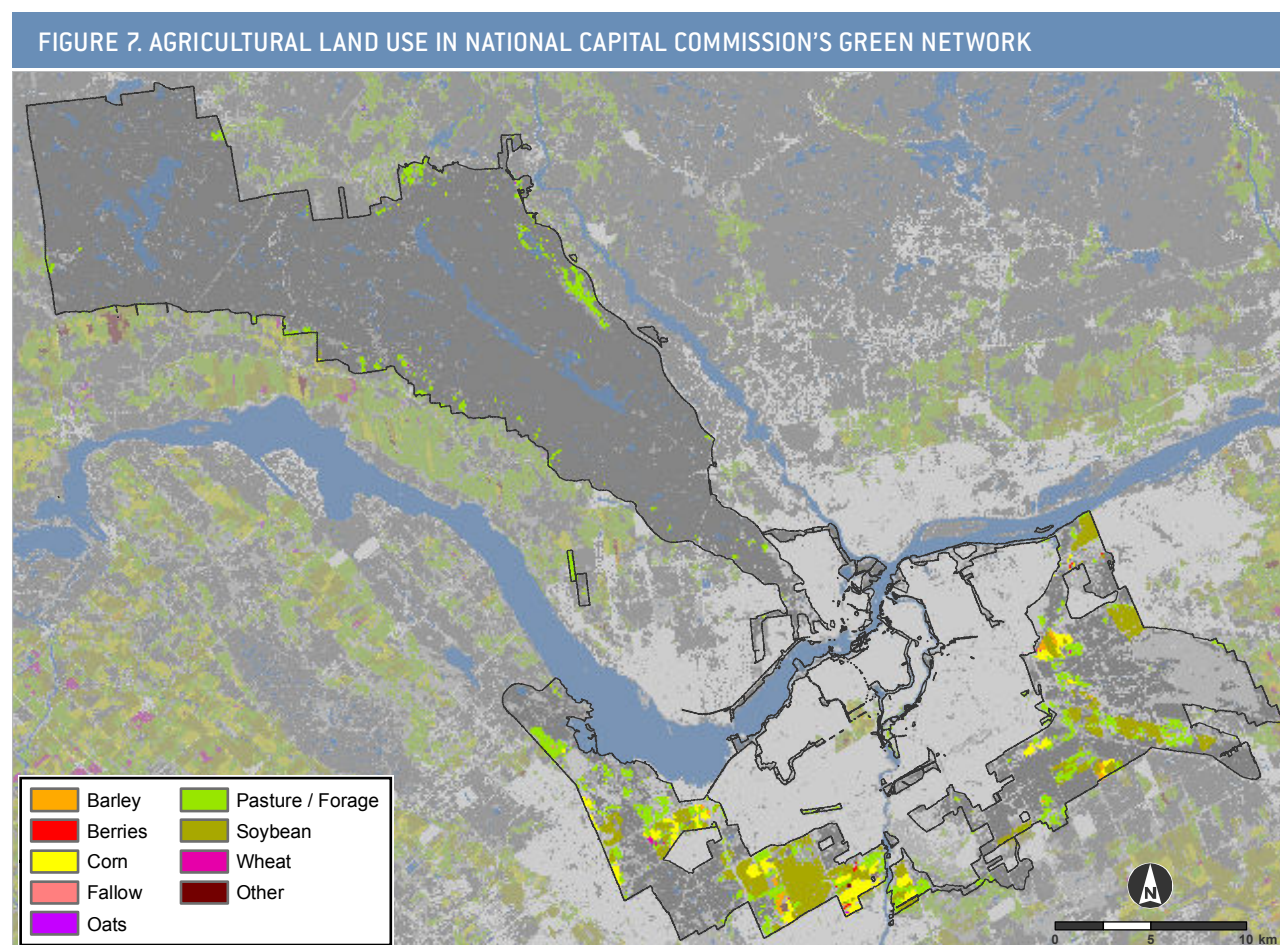 FIGURE 7. AGRICULTURAL LAND USE IN NATIONAL CAPITAL COMMISSION'S GREEN NETWORK
Barley
Berries
Corn
Fallow
Oats
Pasture / Forage
Soybean
Wheat
Other
N
0 5 10 km